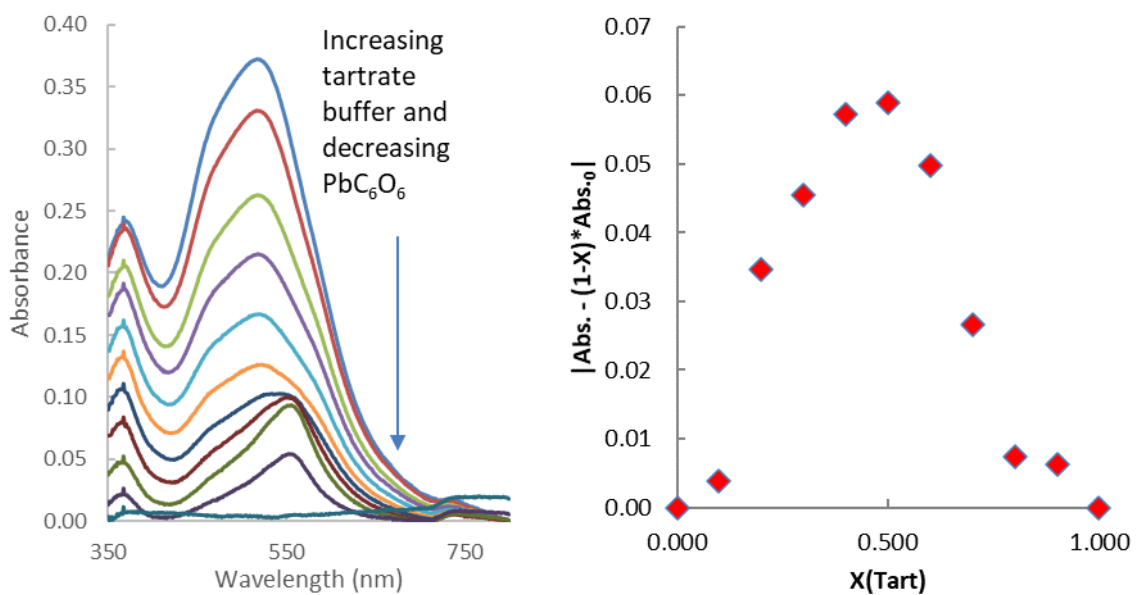 0.40
0.35
0.30
0.25
0.20
0.15
0.10
0.05
0.00
Absorbance
350
550
750
Wavelength (nm)
Increasing
tartrate
buffer and
decreasing
PbC₆O₆
0.07
0.06
0.05
0.04
0.03
0.02
0.01
0.00
|Abs. - (1-X)*Abs.₀|
0.000
0.500
1.000
X(Tart)